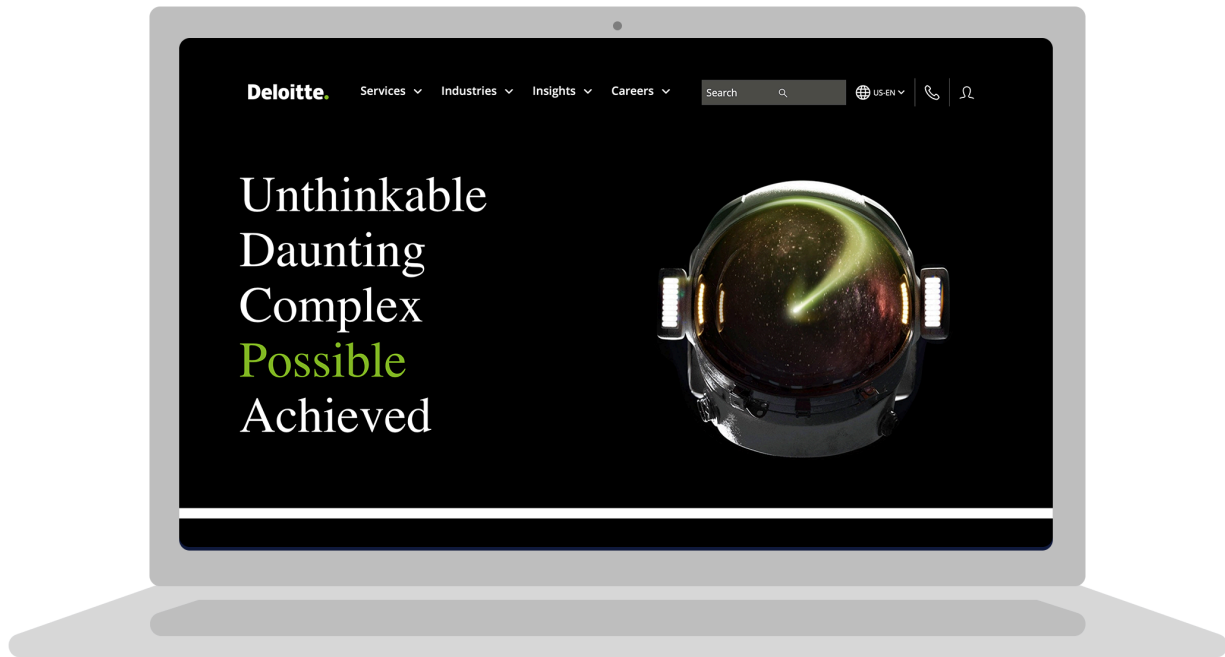 Deloitte. Services Industries Insights Careers Search US-EN
Unthinkable
Daunting
Complex
Possible
Achieved